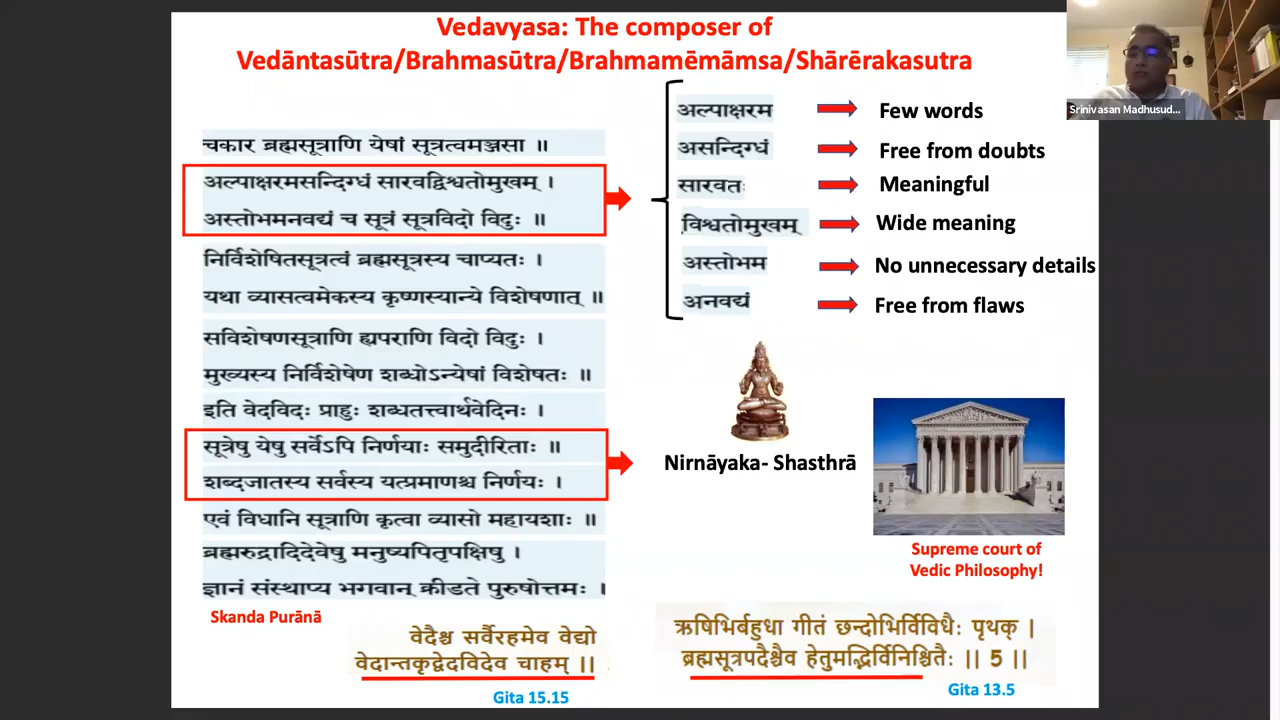 Vedavyasa: The composer of
Vedāntasūtra/Brahmasūtra/Brahmamēmāmsa/Shārērakasutra
Srinivasan Madhusud...
चकार ब्रह्मसूत्राणि येषां सूत्रत्वमञ्जसा ॥
अल्पाक्षरमसन्दिग्धं सारवद्विश्वतोमुखम् ।
अस्तोभमनवद्यं च सूत्रं सूत्रविदो विदुः ॥
निर्विशेषितसूत्रत्वं ब्रह्मसूत्रस्य चाप्यतः ।
यथा व्यासत्वमेकस्य कृष्णस्यान्ये विशेषणात् ॥
सविशेषणसूत्राणि ह्यपराणि विदो विदुः ।
मुख्यस्य निर्विशेषेण शब्धोऽन्येषां विशेषतः ॥
इति वेदविदः प्राहुः शब्धतत्त्वार्थवेदिनः ।
सूत्रेषु येषु सर्वेऽपि निर्णयाः समुदीरिताः ॥
शब्दजातस्य सर्वस्य यत्प्रमाणश्च निर्णयः ।
एवं विधानि सूत्राणि कृत्वा व्यासो महायशाः ॥
ब्रह्मरुद्रादिदेवेषु मनुष्यपितृपक्षिषु ।
ज्ञानं संस्थाप्य भगवान् क्रीडते पुरुषोत्तमः ।
Skanda Purānā
अल्पाक्षरम Few words
असन्दिग्धं Free from doubts
सारवतः Meaningful
विश्वतोमुखम् Wide meaning
अस्तोभम No unnecessary details
अनवद्यं Free from flaws
Nirnāyaka- Shasthrā
Supreme court of
Vedic Philosophy!
वेदैश्च सर्वैरहमेव वेद्यो
वेदान्तकृद्वेदविदेव चाहम् ||
Gita 15.15
ऋषिभिर्बहुधा गीतं छन्दोभिर्विविधैः पृथक् |
ब्रह्मसूत्रपदैश्चैव हेतुमद्भिर्विनिश्चितैः || 5 ||
Gita 13.5